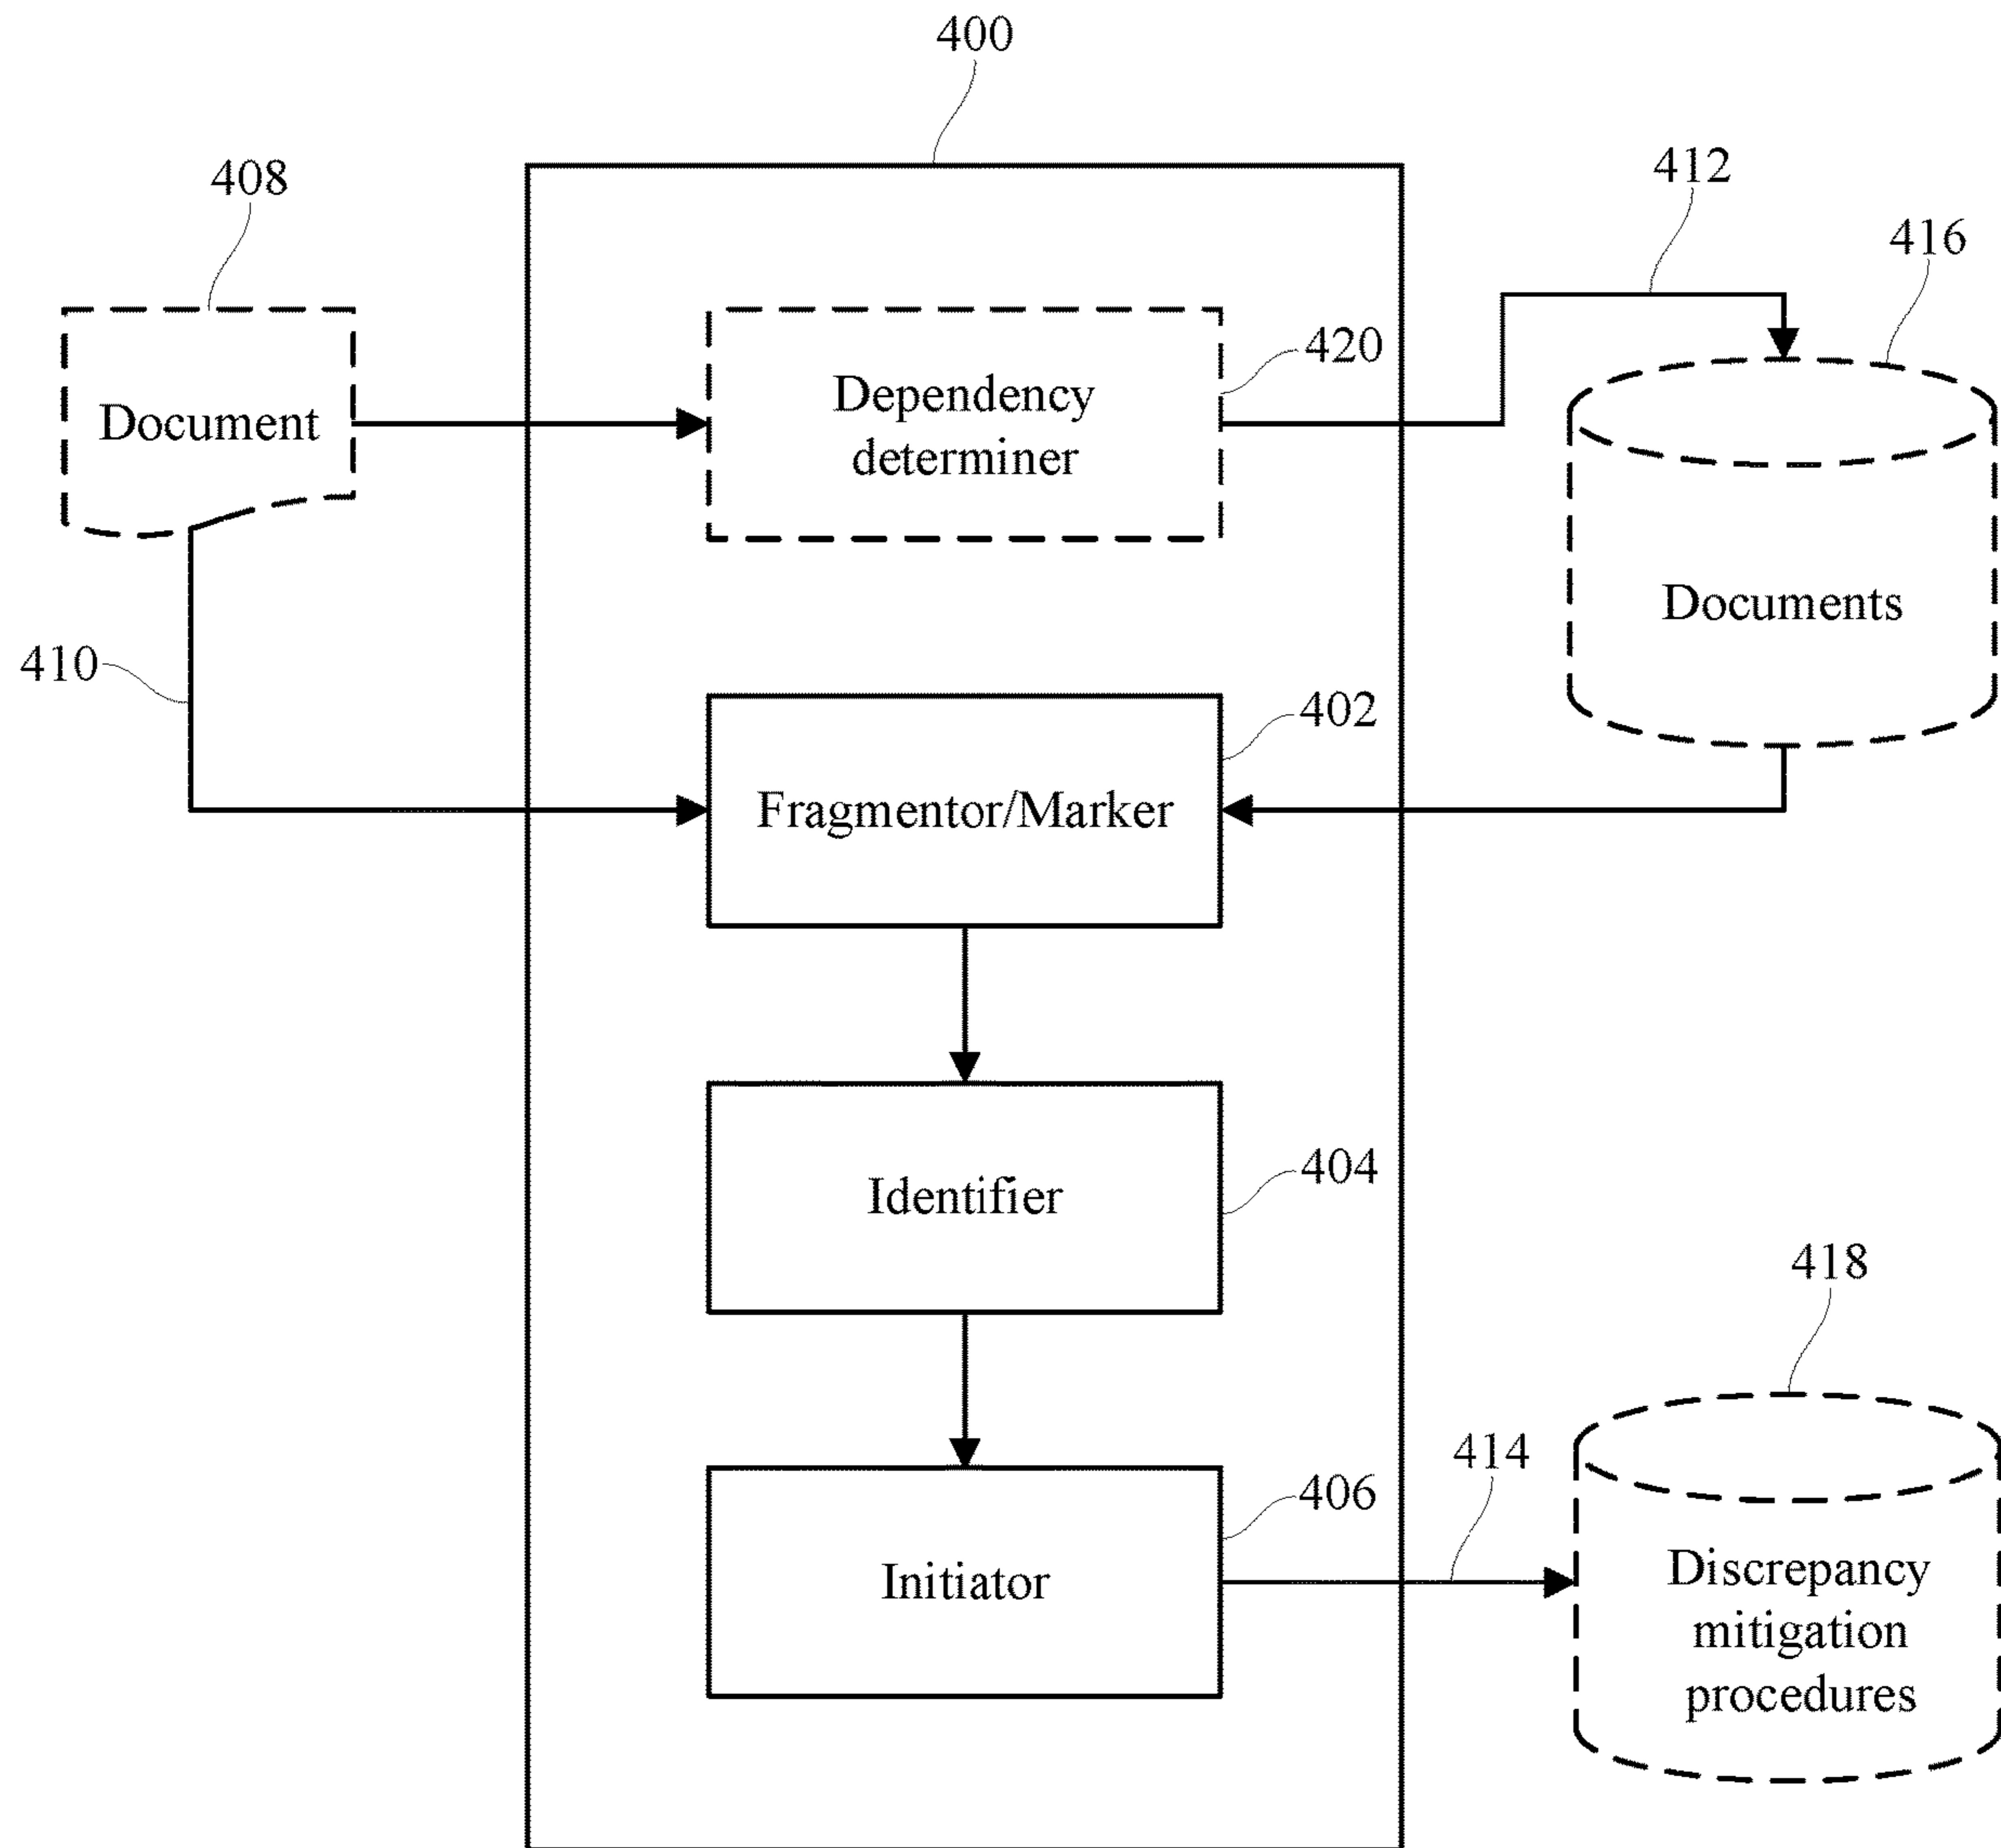 400
408
412
416
420
Document
Dependency
determiner
Documents
410
402
Fragmentor/Marker
404
Identifier
418
414
406
Initiator
Discrepancy
mitigation
procedures